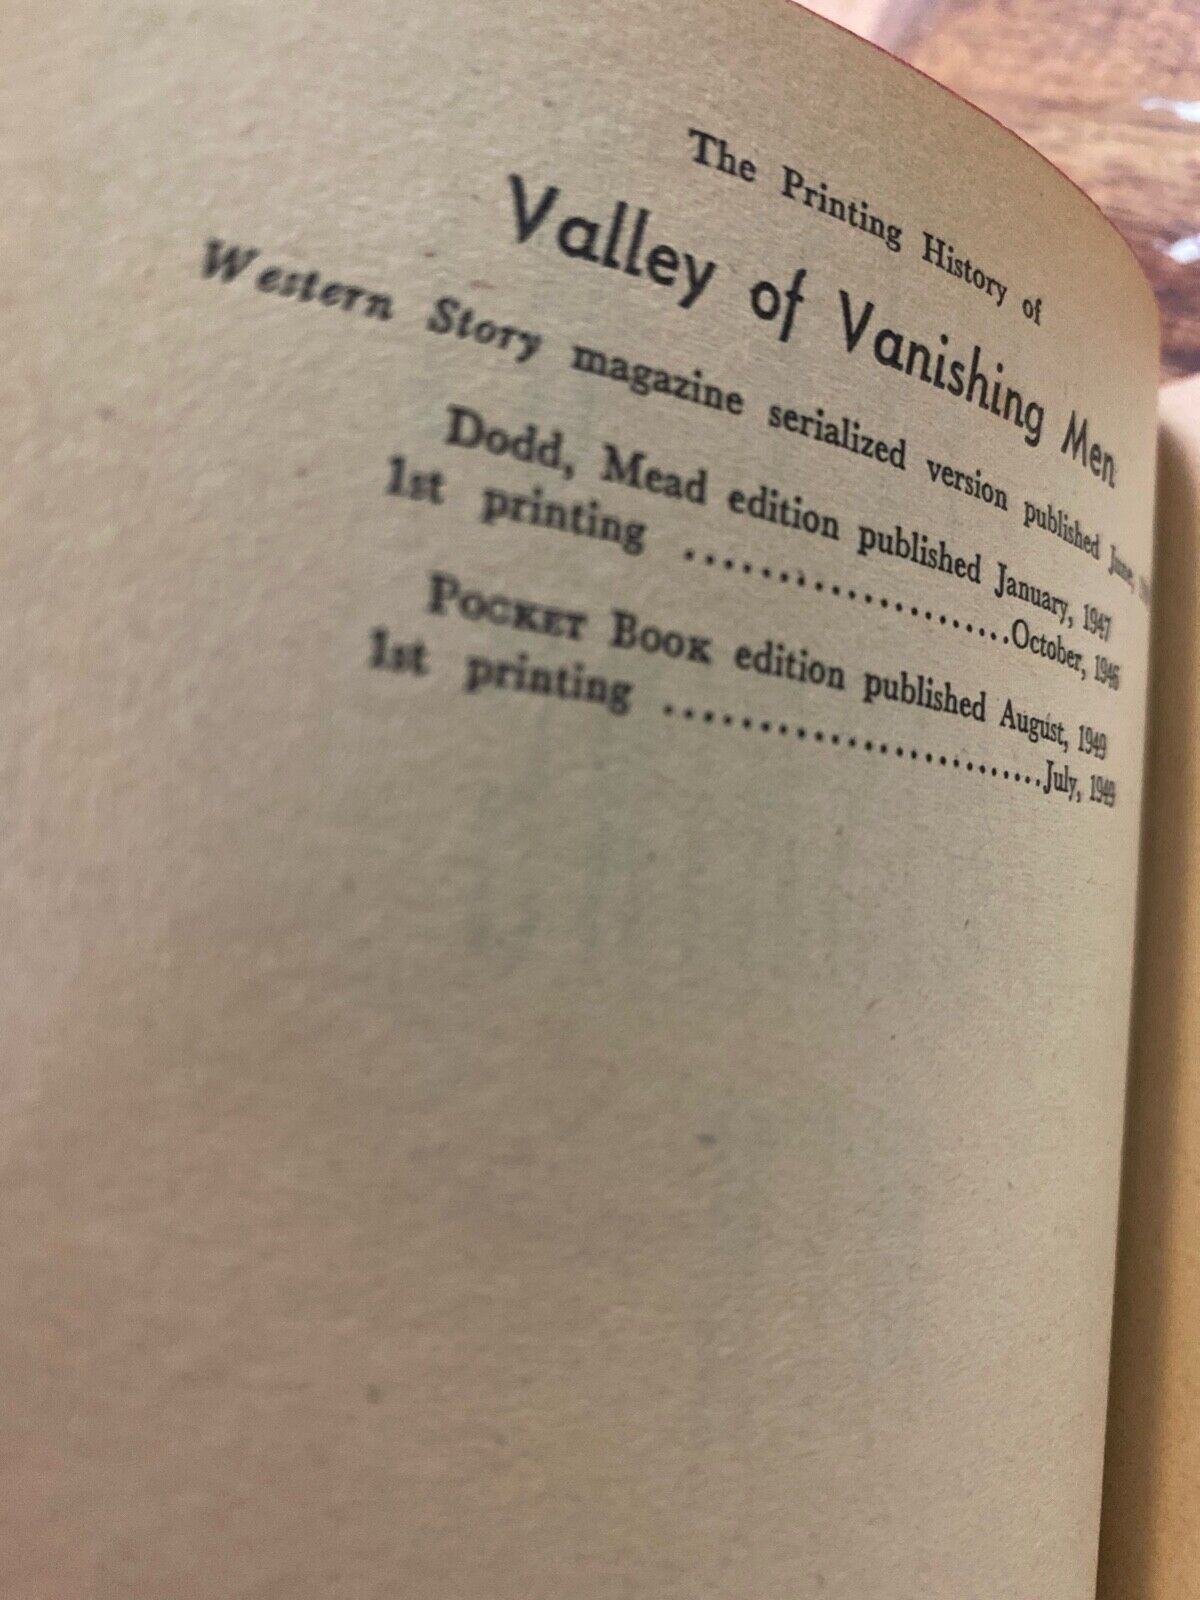 The Printing History of
Valley of Vanishing Men
Western Story magazine serialized version published June,
Dodd, Mead edition published January, 1947
1st printing ....................October, 1946
POCKET BOOK edition published August, 1949
1st printing ........................July, 1949